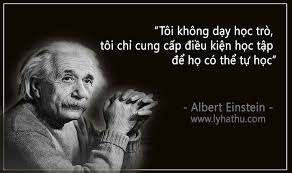 “Tôi không dạy học trò,
tôi chỉ cung cấp điều kiện học tập
để họ có thể tự học”
- Albert Einstein -
www.lyhathu.com